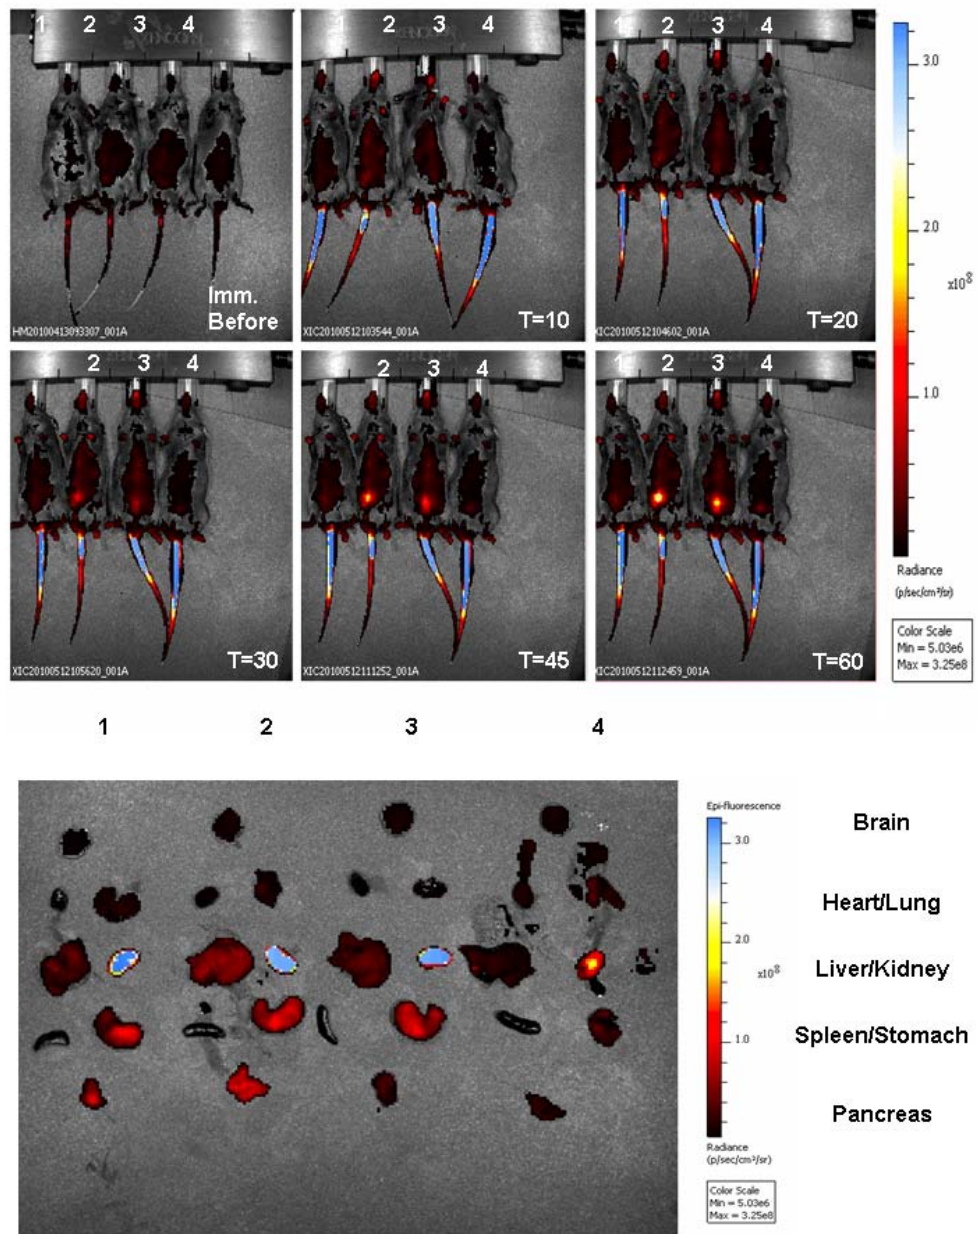 1 2 3 4
Imm.
Before
HM20100413093307_001A
1 2 3 4
T=10
XIC20100512103544_001A
1 2 3 4
T=20
XIC20100512104602_001A
2 3 4
T=30
XIC20100512105620_001A
2 3 4
T=45
XIC20100512111252_001A
1 2 3 4
T=60
XIC20100512112459_001A
3.0
2.0
x10⁸
1.0
Radiance
(p/sec/cm²/sr)
Color Scale
Min = 5.03e6
Max = 3.25e8
1 2 3 4
Epi-fluorescence
3.0
2.0
x10⁸
1.0
Radiance
(p/sec/cm²/sr)
Color Scale
Min = 5.03e6
Max = 3.25e8
Brain
Heart/Lung
Liver/Kidney
Spleen/Stomach
Pancreas